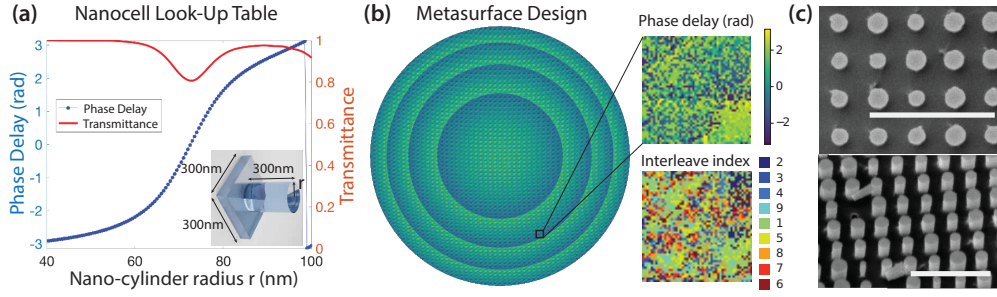 (a) Nanocell Look-Up Table
Phase Delay (rad)
3
2
1
0
-1
-2
-3
Phase Delay
Transmittance
300nm
300nm
300nm
r
1
0.8
0.6
0.4
0.2
0
Transmittance
40
60
80
100
Nano-cylinder radius r (nm)
(b) Metasurface Design
Phase delay (rad)
2
0
−2
Interleave index
2
3
4
9
1
5
8
7
6
(c)